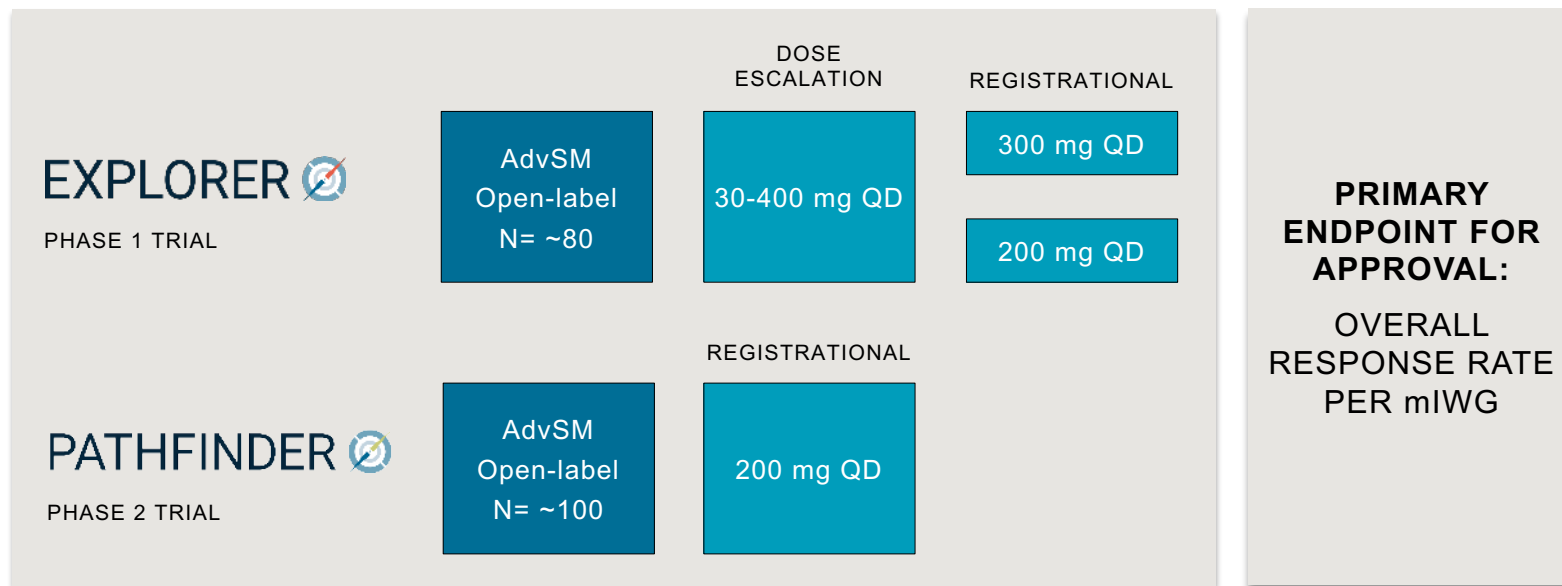 DOSE
ESCALATION
REGISTRATIONAL
EXPLORER
PHASE 1 TRIAL
AdvSM
Open-label
N= ~80
30-400 mg QD
300 mg QD
200 mg QD
REGISTRATIONAL
PATHFINDER
PHASE 2 TRIAL
AdvSM
Open-label
N= ~100
200 mg QD
PRIMARY
ENDPOINT FOR
APPROVAL:
OVERALL
RESPONSE RATE
PER mIWG